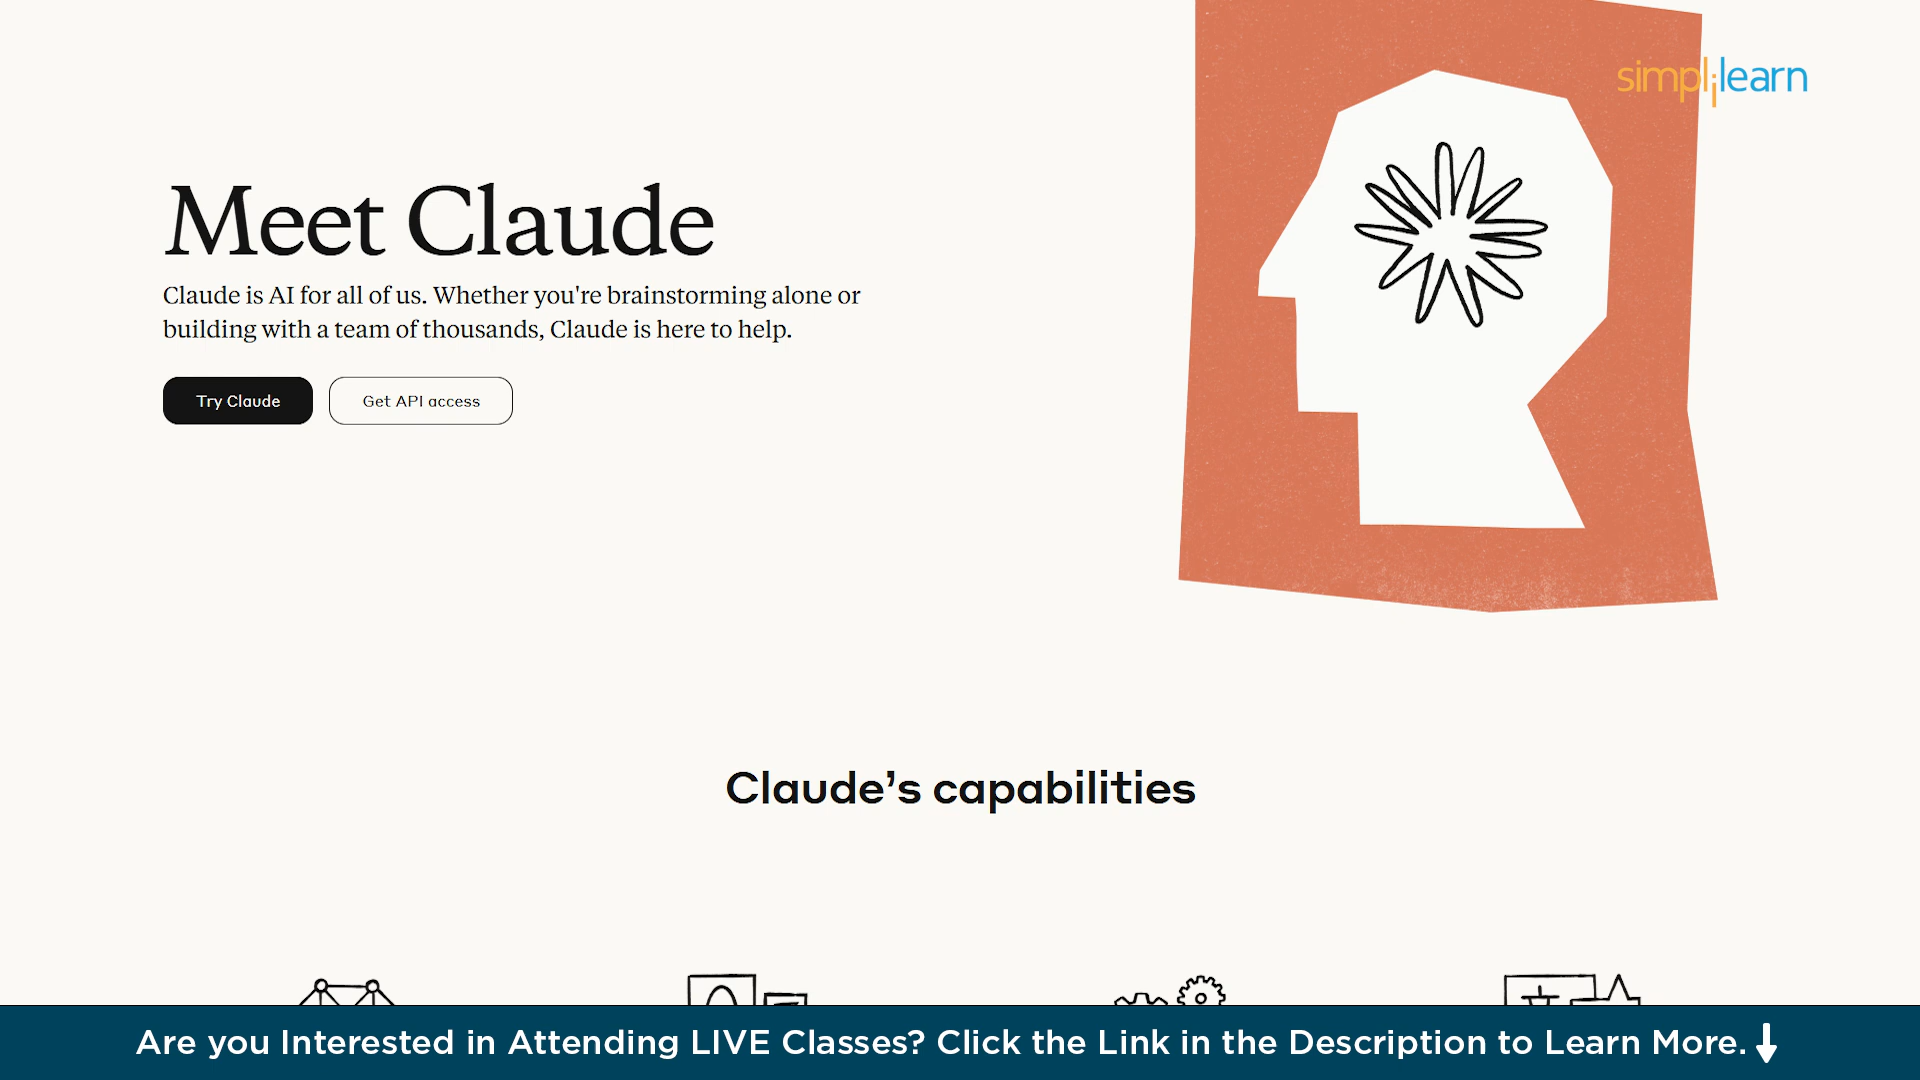 simplilearn
Meet Claude
Claude is AI for all of us. Whether you're brainstorming alone or
building with a team of thousands, Claude is here to help.
Try Claude
Get API access
Claude’s capabilities
Are you Interested in Attending LIVE Classes? Click the Link in the Description to Learn More.